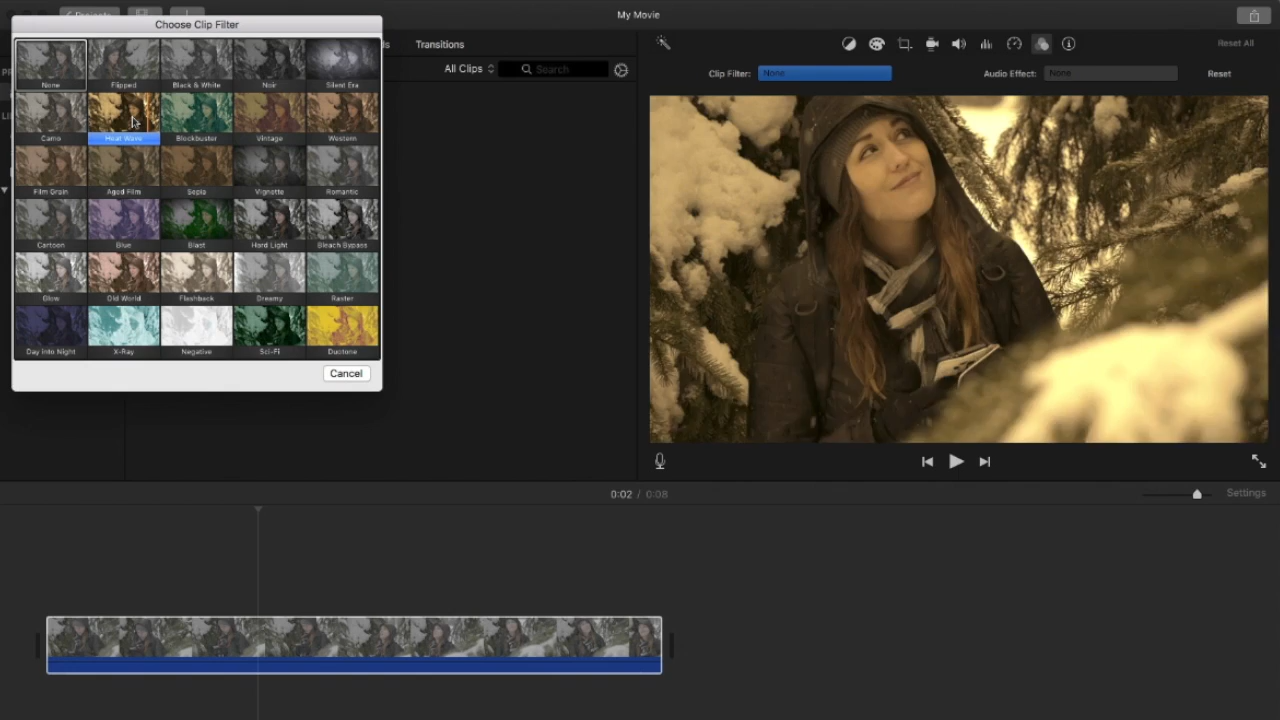 Projects
My Movie
Choose Clip Filter
Transitions
Reset All
All Clips
Search
Clip Filter:
None
Audio Effect:
None
Reset
None
Flipped
Black & White
Noir
Silent Era
Camo
Heat Wave
Blockbuster
Vintage
Western
Film Grain
Aged Film
Sepia
Vignette
Romantic
Cartoon
Blue
Blast
Hard Light
Bleach Bypass
Glow
Old World
Flashback
Dreamy
Raster
Day into Night
X-Ray
Negative
Sci-Fi
Duotone
Cancel
0:02 / 0:08
Settings